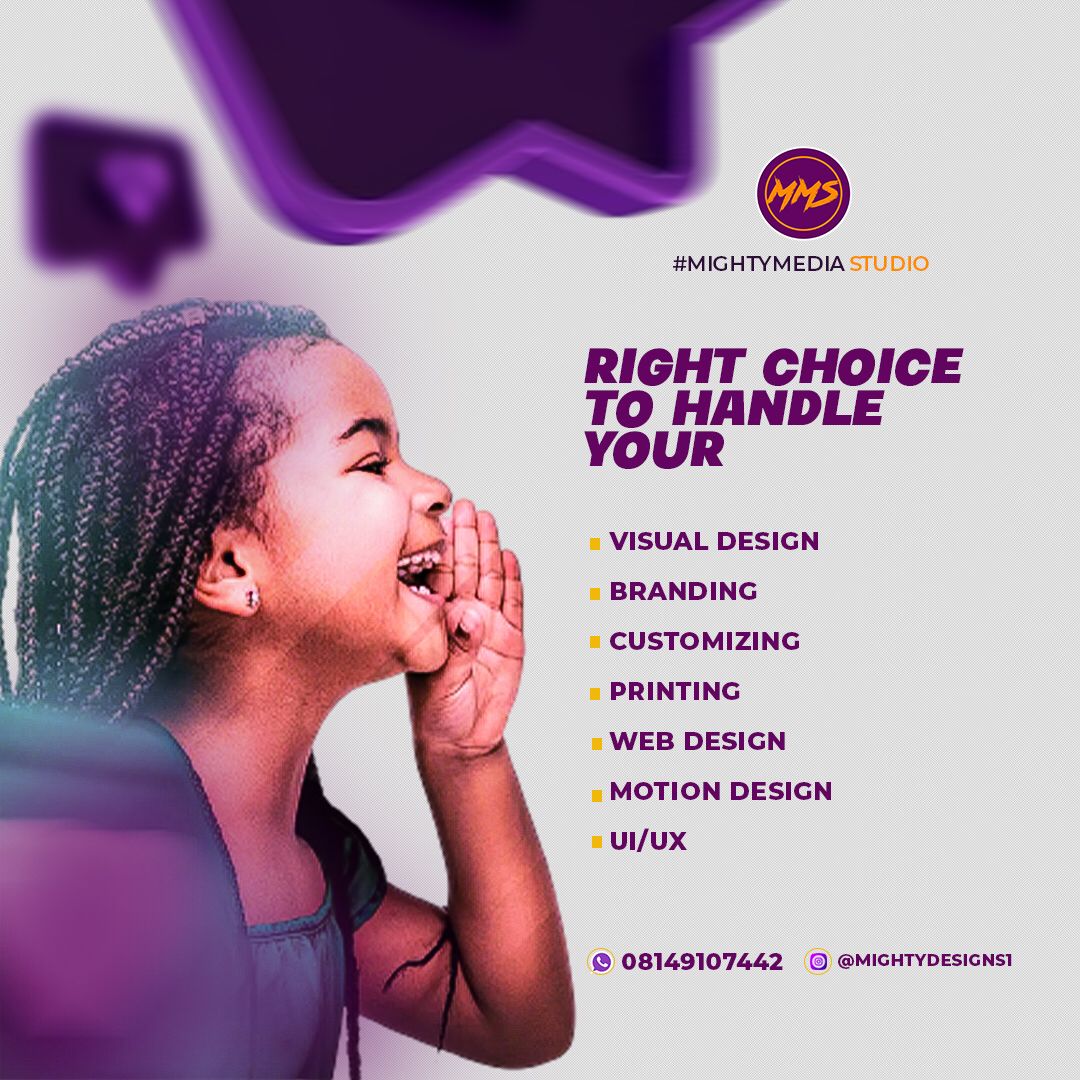 MMS
#MIGHTYMEDIA STUDIO
RIGHT CHOICE
TO HANDLE
YOUR
VISUAL DESIGN
BRANDING
CUSTOMIZING
PRINTING
WEB DESIGN
MOTION DESIGN
UI/UX
08149107442 @MIGHTYDESIGNS1